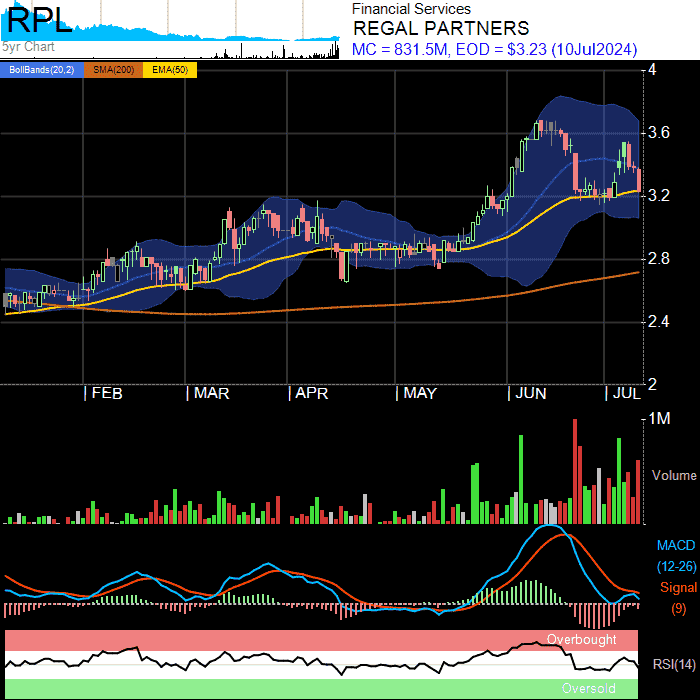 RPL
5yr Chart
Financial Services
REGAL PARTNERS
MC = 831.5M, EOD = $3.23 (10Jul2024)
BollBands(20,2) SMA(200) EMA(50)
4
3.6
3.2
2.8
2.4
2
FEB MAR APR MAY JUN JUL
1M
Volume
MACD
(12-26)
Signal
(9)
Overbought
RSI(14)
Oversold